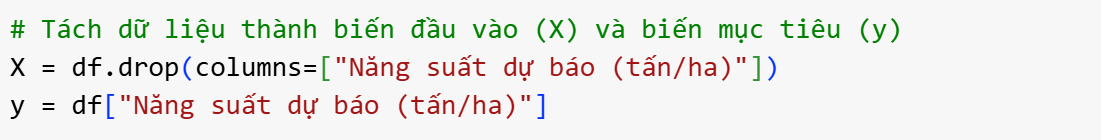 # Tách dữ liệu thành biến đầu vào (X) và biến mục tiêu (y)
X = df.drop(columns=["Năng suất dự báo (tấn/ha)"])
y = df["Năng suất dự báo (tấn/ha)"]